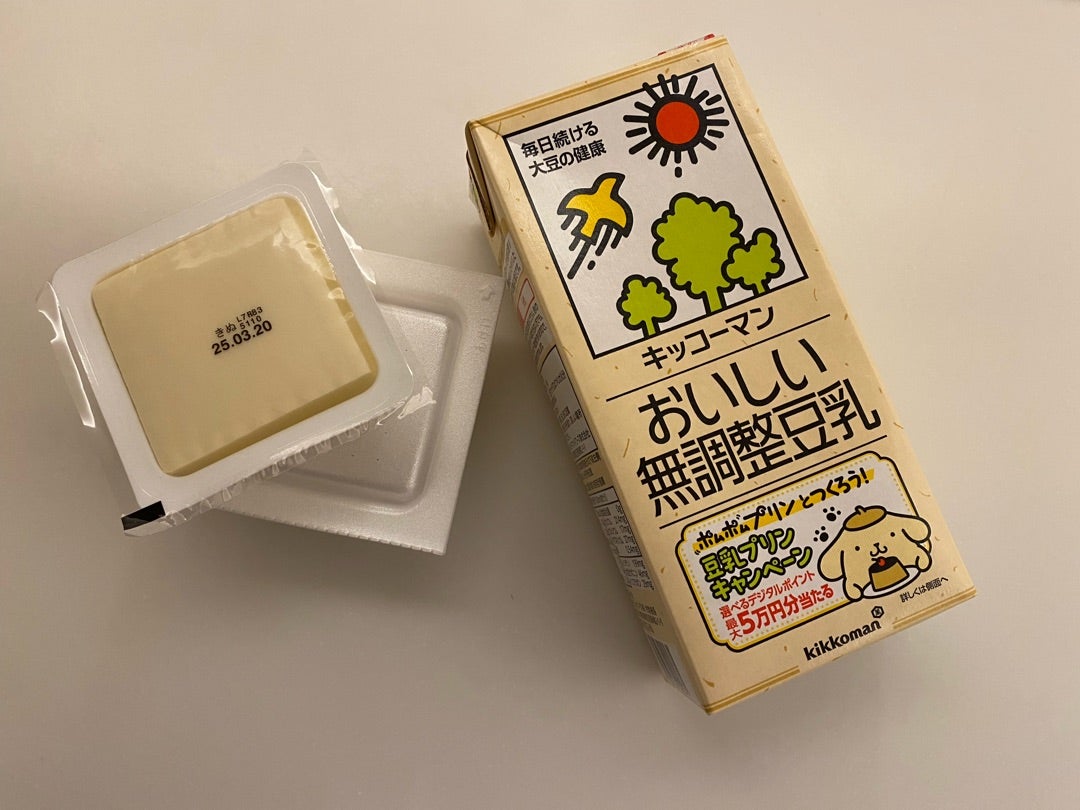 L7R83
きぬ 5110
25.03.20
毎日続ける
大豆の健康
キッコーマン
おいしい
無調整豆乳
ポムポムプリンとつくろう!
豆乳プリン
キャンペーン
選べるデジタルポイント
最大5万円分当たる
詳しくは側面へ
kikkoman